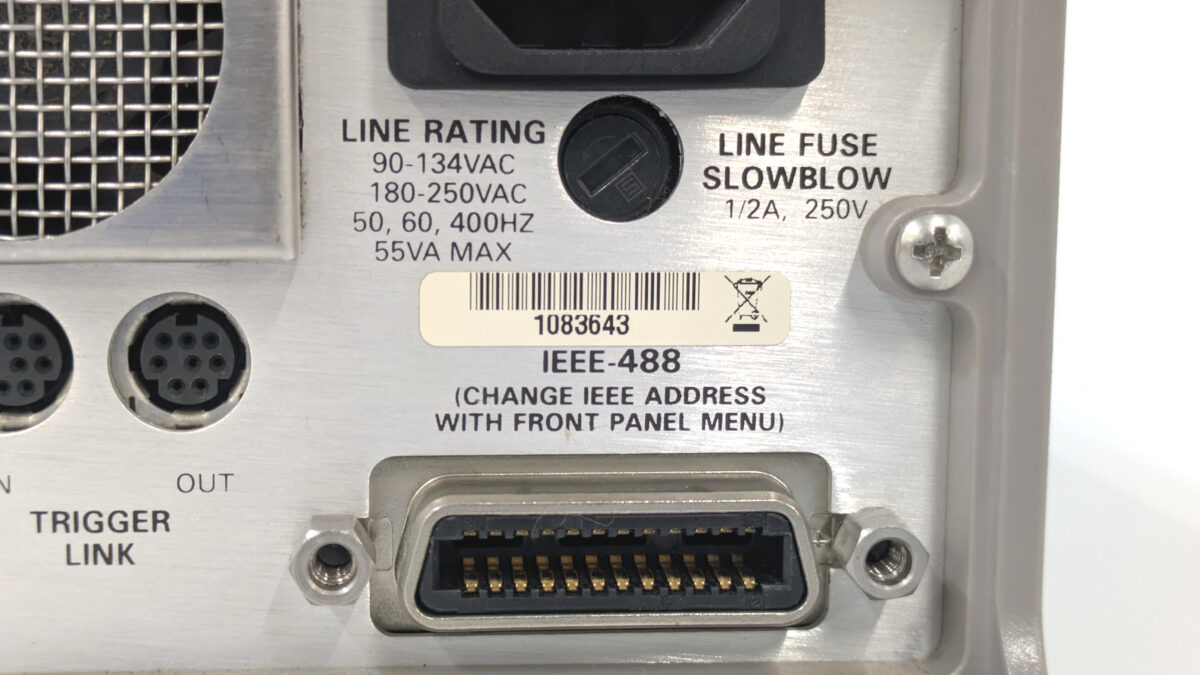 LINE RATING
90-134VAC
180-250VAC
50, 60, 400HZ
55VA MAX
LINE FUSE
SLOWBLOW
1/2A, 250V
1083643
IEEE-488
(CHANGE IEEE ADDRESS
WITH FRONT PANEL MENU)
OUT
TRIGGER
LINK